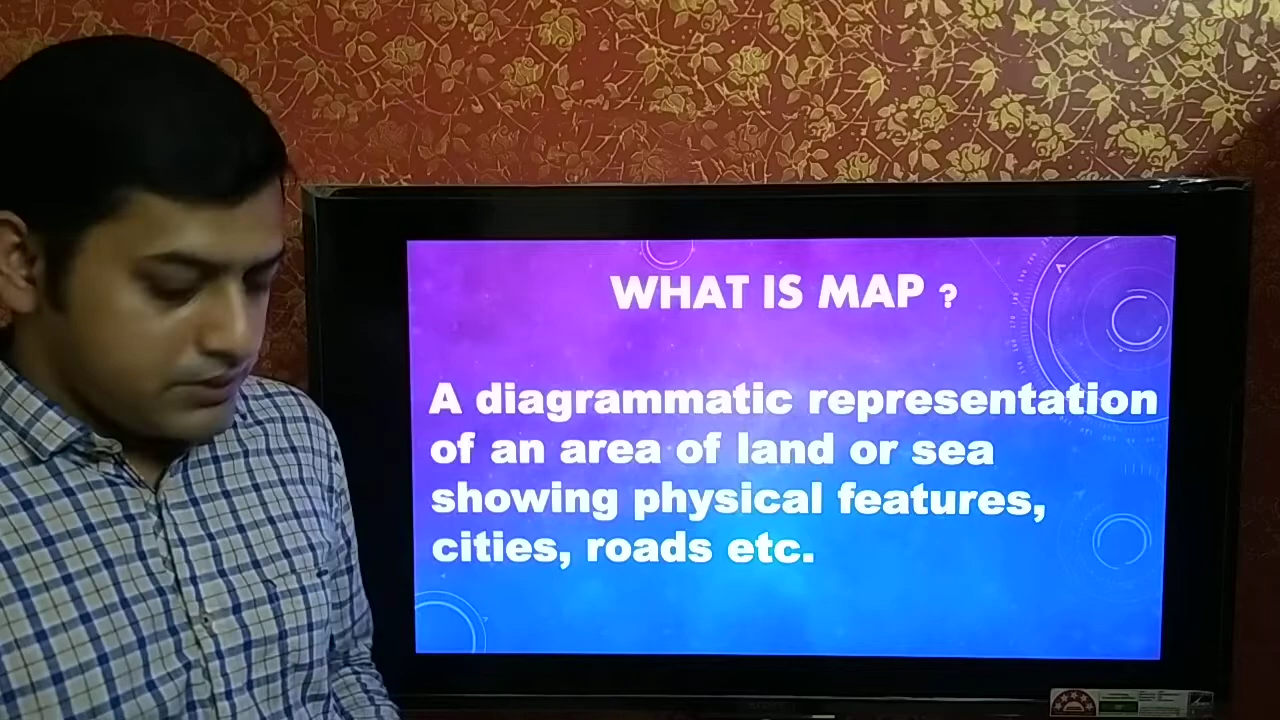 WHAT IS MAP ?
A diagrammatic representation
of an area of land or sea
showing physical features,
cities, roads etc.